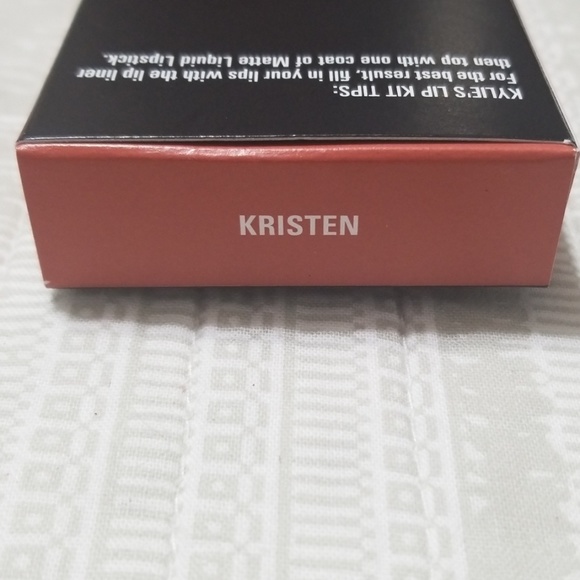 KYLIE'S LIP KIT TIPS:
For the best result, fill in your lips with the lip liner
then top with one coat of Matte Liquid Lipstick.
KRISTEN